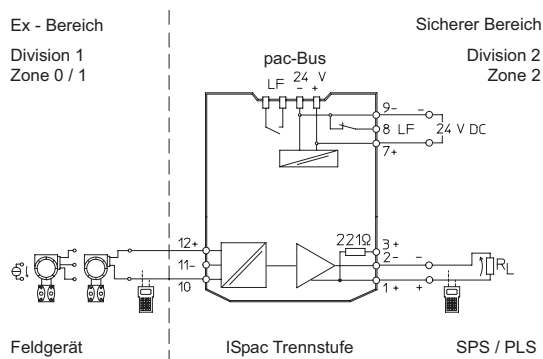 Ex - Bereich
Sicherer Bereich
Division 1
Zone 0 / 1
Division 2
Zone 2
pac-Bus
LF 24 V
- +
9- -
8 LF 24 V DC
7+ +
221Ω
12+
11-
10
3 +
2- -
1 + +
RL
Feldgerät
ISpac Trennstufe
SPS / PLS